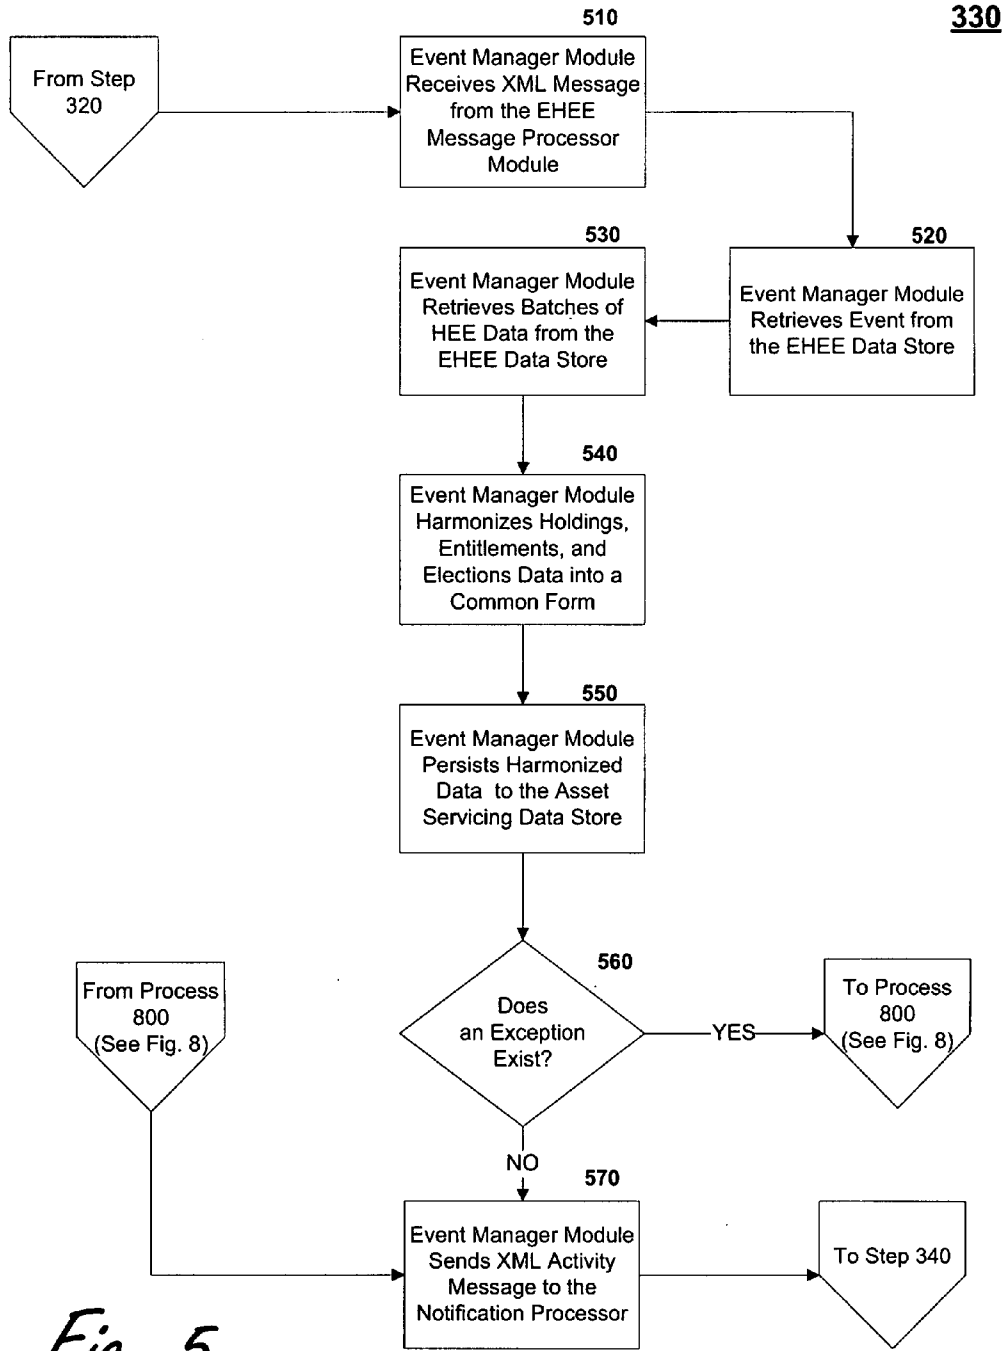 330
510
From Step
320
Event Manager Module
Receives XML Message
from the EHEE
Message Processor
Module
530
520
Event Manager Module
Retrieves Batches of
HEE Data from the
EHEE Data Store
Event Manager Module
Retrieves Event from
the EHEE Data Store
540
Event Manager Module
Harmonizes Holdings,
Entitlements, and
Elections Data into a
Common Form
550
Event Manager Module
Persists Harmonized
Data to the Asset
Servicing Data Store
560
From Process
800
(See Fig. 8)
Does
an Exception
Exist?
YES
To Process
800
(See Fig. 8)
NO
570
Event Manager Module
Sends XML Activity
Message to the
Notification Processor
To Step 340
Fig. 5